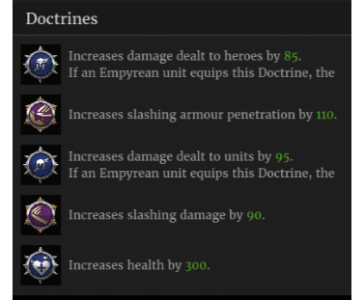 Doctrines
Increases damage dealt to heroes by 85.
If an Empyrean unit equips this Doctrine, the
Increases slashing armour penetration by 110.
Increases damage dealt to units by 95.
If an Empyrean unit equips this Doctrine, the
Increases slashing damage by 90.
Increases health by 300.